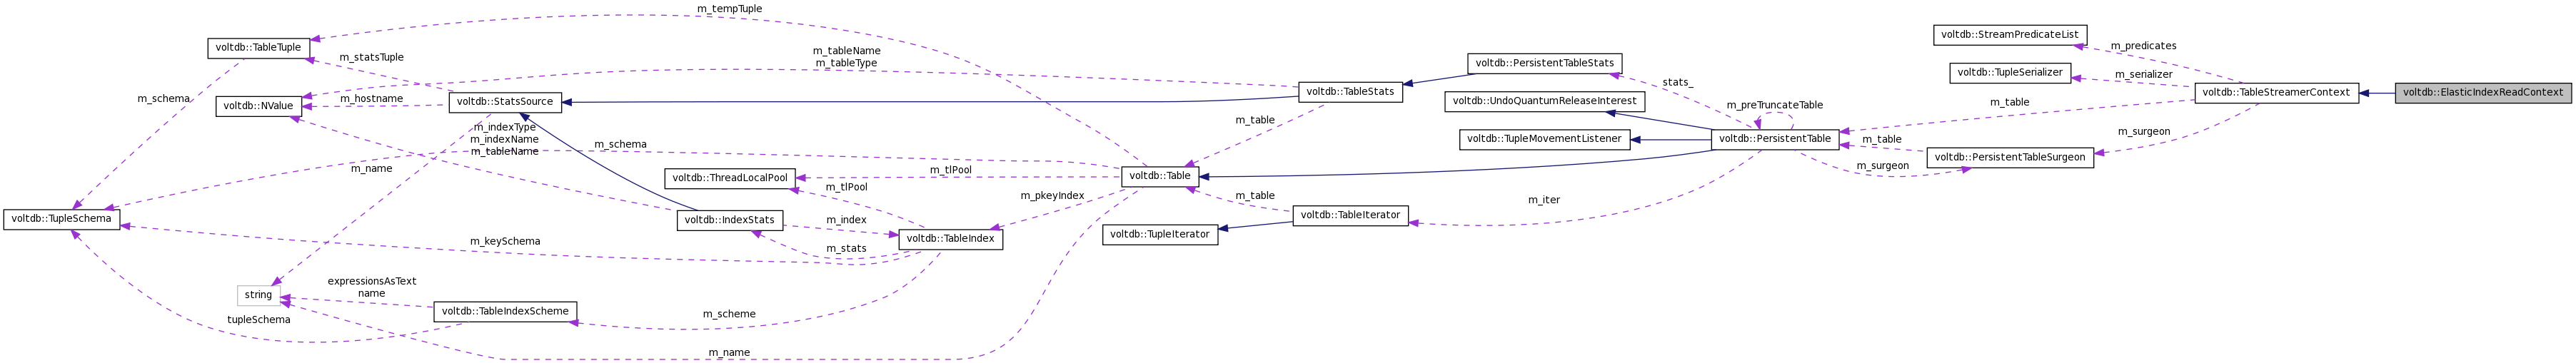 m_tempTuple
voltdb::StreamPredicateList
voltdb::TableTuple
m_predicates
m_tableName
m_tableType
m_statsTuple
voltdb::PersistentTableStats
voltdb::TupleSerializer
m_serializer
stats_
m_schema
voltdb::NValue
m_hostname
voltdb::StatsSource
voltdb::TableStats
voltdb::UndoQuantumReleaseInterest
m_preTruncateTable
m_table
voltdb::TableStreamerContext
voltdb::ElasticIndexReadContext
m_indexType
m_indexName
m_tableName
m_schema
m_table
voltdb::TupleMovementListener
voltdb::PersistentTable
m_table
m_surgeon
m_name
voltdb::ThreadLocalPool
m_tlPool
voltdb::Table
m_surgeon
voltdb::PersistentTableSurgeon
m_tlPool
m_pkeyIndex
m_table
m_iter
voltdb::TupleSchema
voltdb::IndexStats
m_index
voltdb::TableIterator
m_keySchema
m_stats
voltdb::TableIndex
voltdb::TupleIterator
string
expressionsAsText
name
tupleSchema
voltdb::TableIndexScheme
m_scheme
m_name